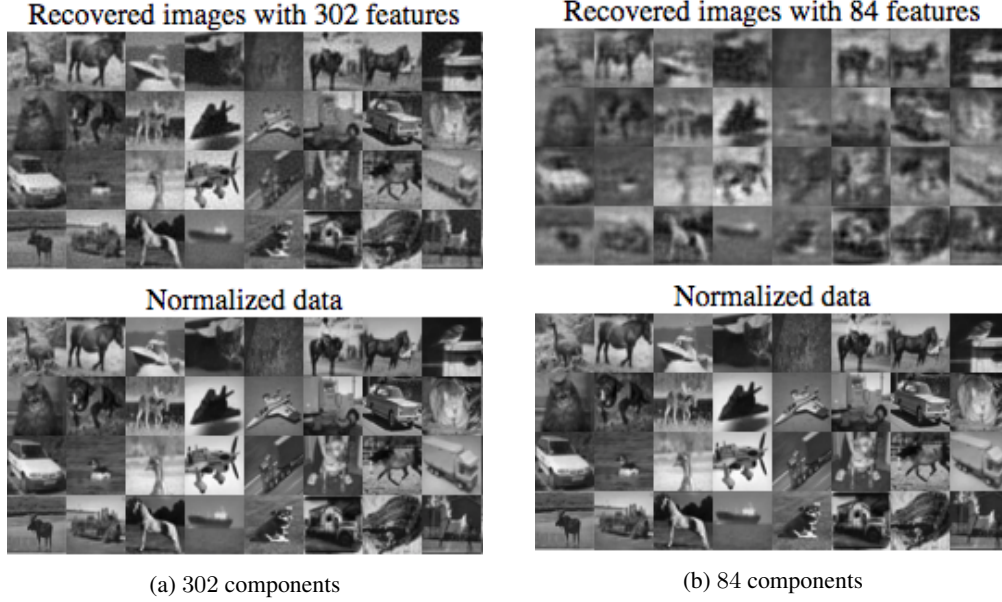 Recovered images with 302 features
Normalized data
(a) 302 components
Recovered images with 84 features
Normalized data
(b) 84 components